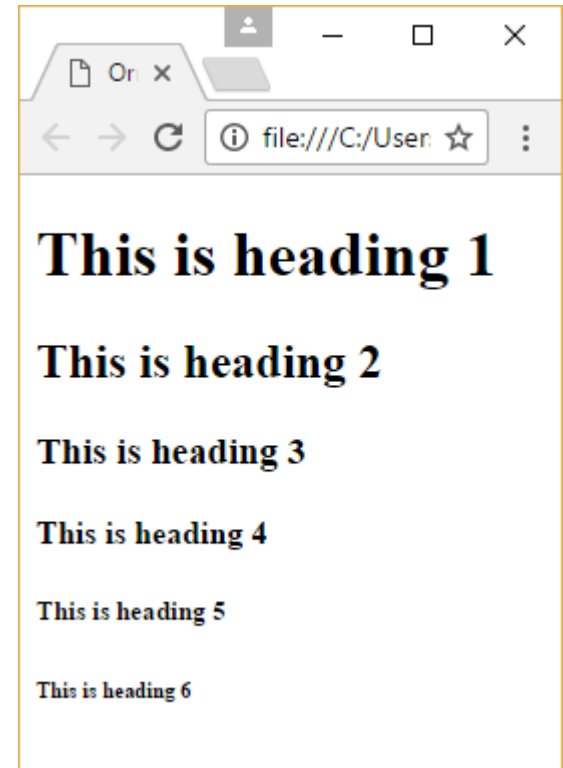 Or
file:///C:/User
This is heading 1
This is heading 2
This is heading 3
This is heading 4
This is heading 5
This is heading 6